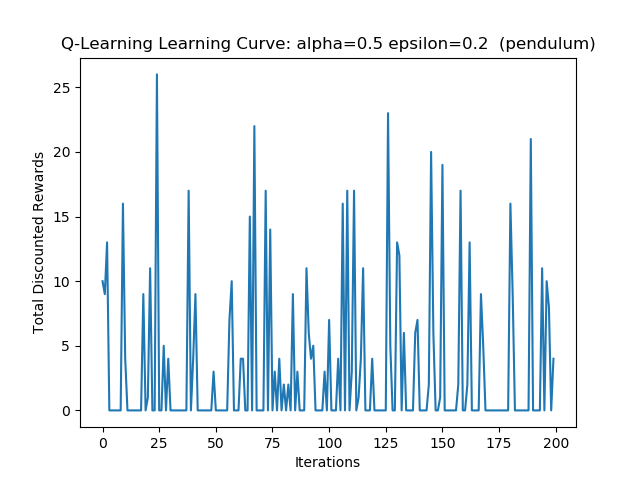 Q-Learning Learning Curve: alpha=0.5 epsilon=0.2  (pendulum)
Total Discounted Rewards
25
20
15
10
5
0
0 25 50 75 100 125 150 175 200
Iterations